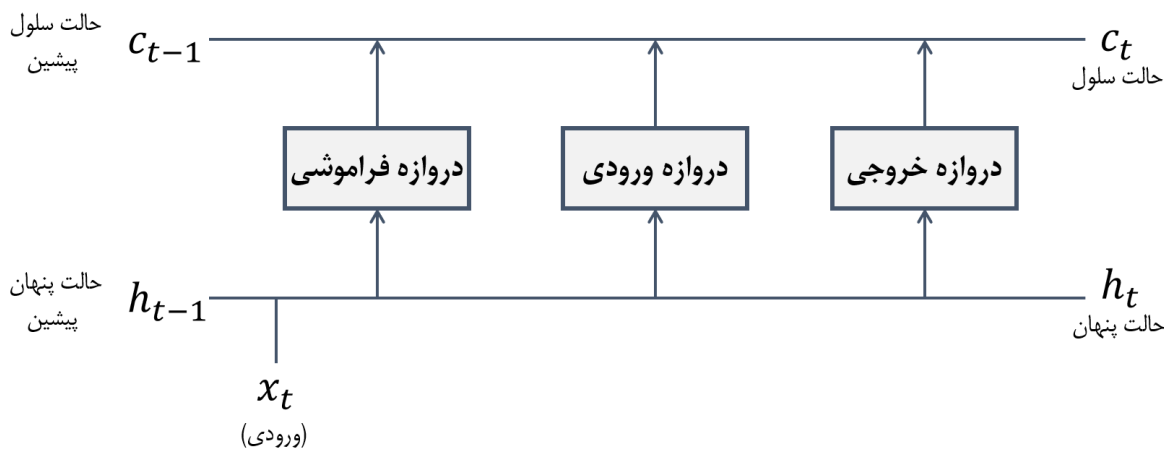 حالت سلول
پیشین
c_{t-1}
c_t
حالت سلول
دروازه فراموشی
دروازه ورودی
دروازه خروجی
حالت پنهان
پیشین
h_{t-1}
h_t
حالت پنهان
x_t
(ورودی)